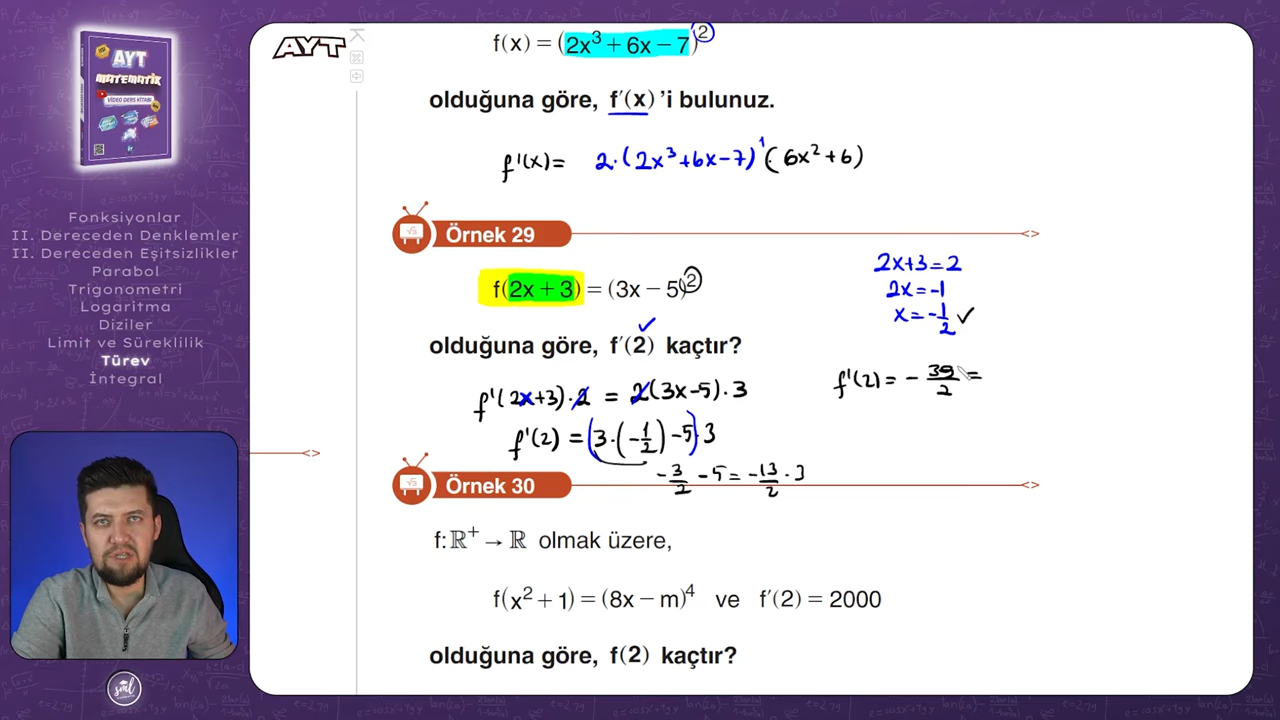 AYT
AYT
MATEMATİK
VİDEO DERS KİTABI
Fonksiyonlar
II. Dereceden Denklemler
II. Dereceden Eşitsizlikler
Parabol
Trigonometri
Logaritma
Diziler
Limit ve Süreklilik
Türev
İntegral
sml
f(x) = (2x³ + 6x − 7)²
olduğuna göre, f′(x) 'i bulunuz.
f'(x) = 2·(2x³+6x−7)¹(6x²+6)
Örnek 29
f(2x + 3) = (3x − 5)²
2x+3 = 2
2x = −1
x = −1/2 ✓
olduğuna göre, f′(2) kaçtır?
f'(2x+3)·2 = 2(3x−5)·3
f'(2) = (3·(−1/2)−5)·3
−3/2 − 5 = −13/2 · 3
f'(2) = −39/2 =
Örnek 30
f: ℝ⁺ → ℝ olmak üzere,
f(x² + 1) = (8x − m)⁴ ve f′(2) = 2000
olduğuna göre, f(2) kaçtır?